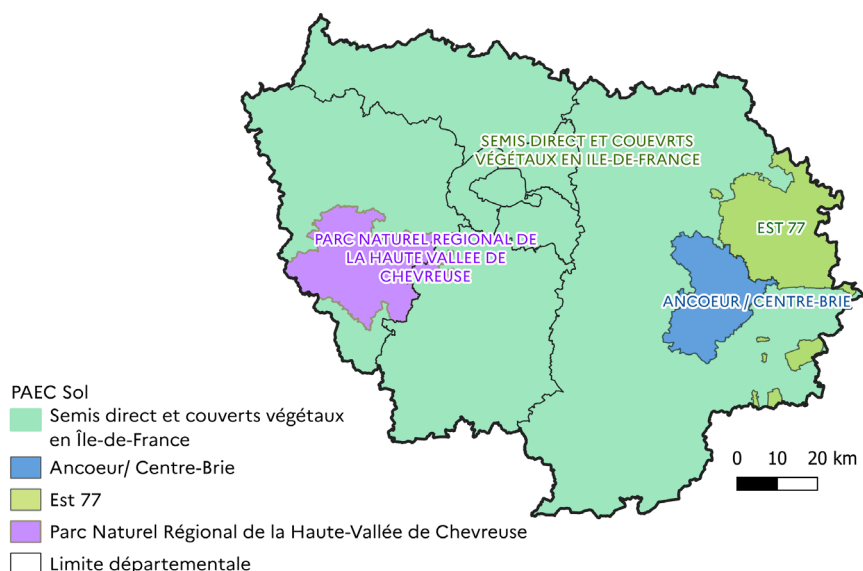 SEMIS DIRECT ET COUEVRTS
VÉGÉTAUX EN ILE-DE-FRANCE
EST 77
PARC NATUREL REGIONAL DE
LA HAUTE VALLEE DE
CHEVREUSE
ANCOEUR / CENTRE-BRIE
PAEC Sol
Semis direct et couverts végétaux
en Île-de-France
Ancoeur/ Centre-Brie
Est 77
Parc Naturel Régional de la Haute-Vallée de Chevreuse
Limite départementale
0 10 20 km